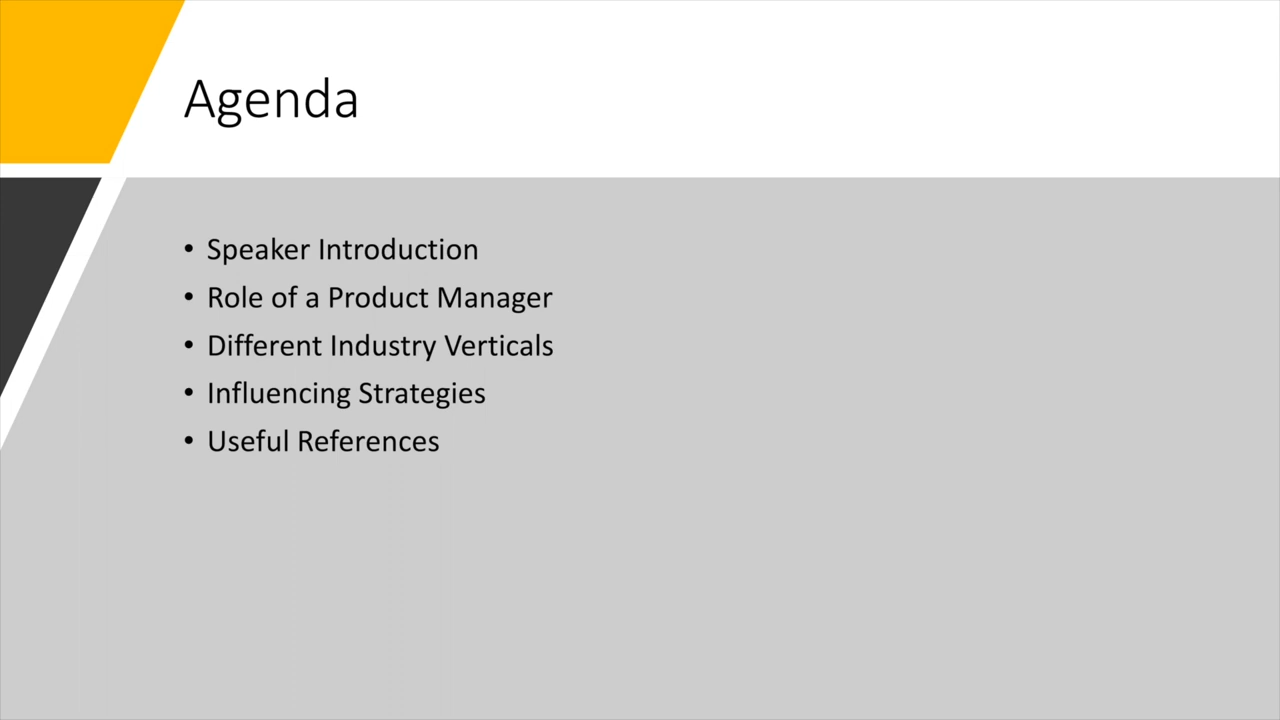 Agenda
• Speaker Introduction
• Role of a Product Manager
• Different Industry Verticals
• Influencing Strategies
• Useful References